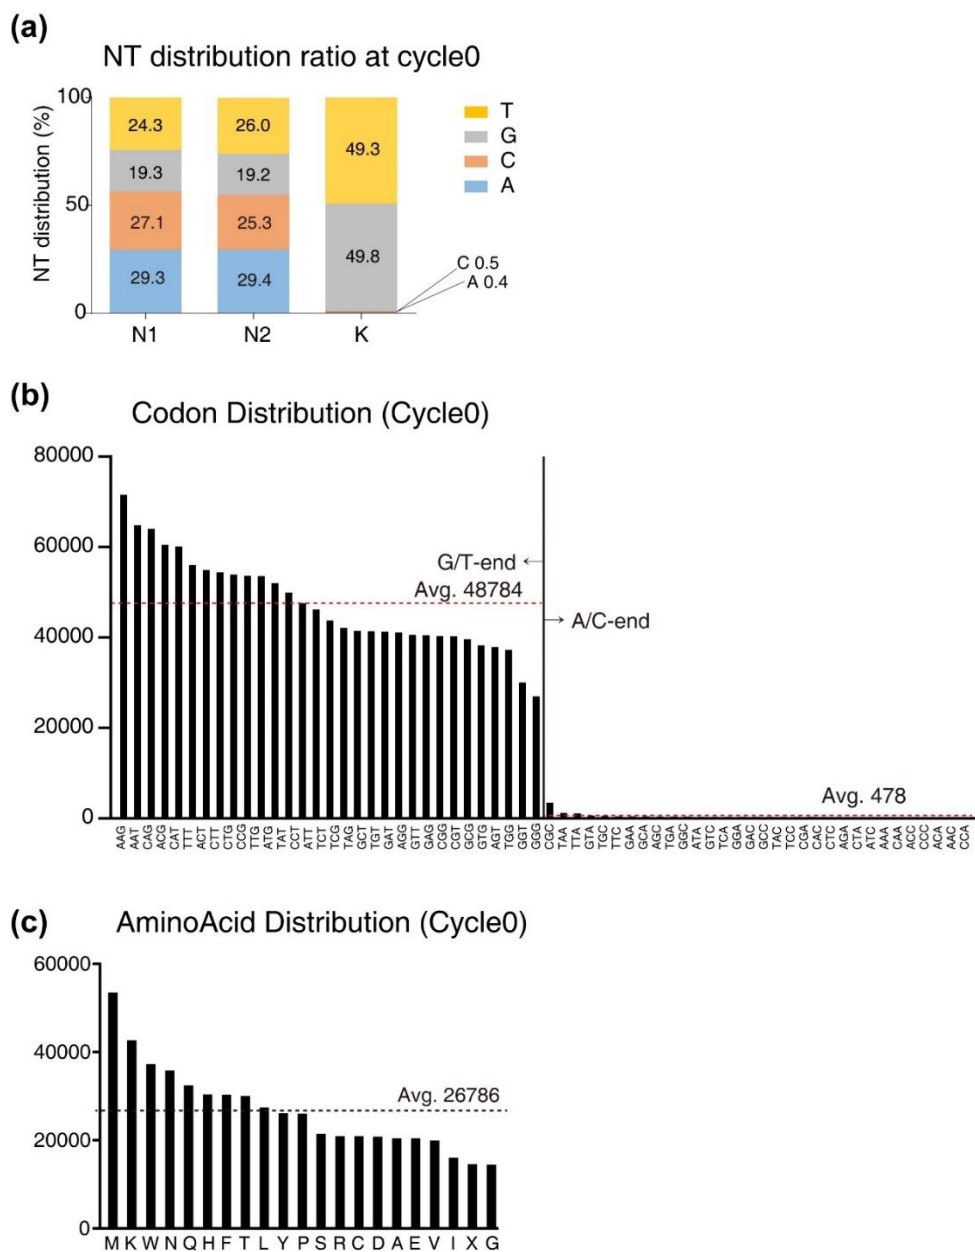 (a)
NT distribution ratio at cycle0
NT distribution (%)
100
50
0
24.3
19.3
27.1
29.3
26.0
19.2
25.3
29.4
49.3
49.8
C 0.5
A 0.4
T
G
C
A
N1 N2 K
(b)
Codon Distribution (Cycle0)
80000
60000
40000
20000
0
G/T-end
Avg. 48784
A/C-end
Avg. 478
AAG AAT CAG ACG CAT TTT ACT CTT CTG CCG TTG ATG TAT CCT ATT TCT TCG TAG GCT TGT GAT AGG GTT GAG CGG CGT GCG GTG AGT TGG GGT GGG CGC TAA TTA GTA TGC TTC GAA GCA AGC TGA GGC ATA GTC TCA GGA GAC GCC TAC TCC CGA CAC CTC AGA CTA ATC AAA CAA ACC CCC ACA AAC CCA
(c)
AminoAcid Distribution (Cycle0)
60000
40000
20000
0
Avg. 26786
M K W N Q H F T L Y P S R C D A E V I X G